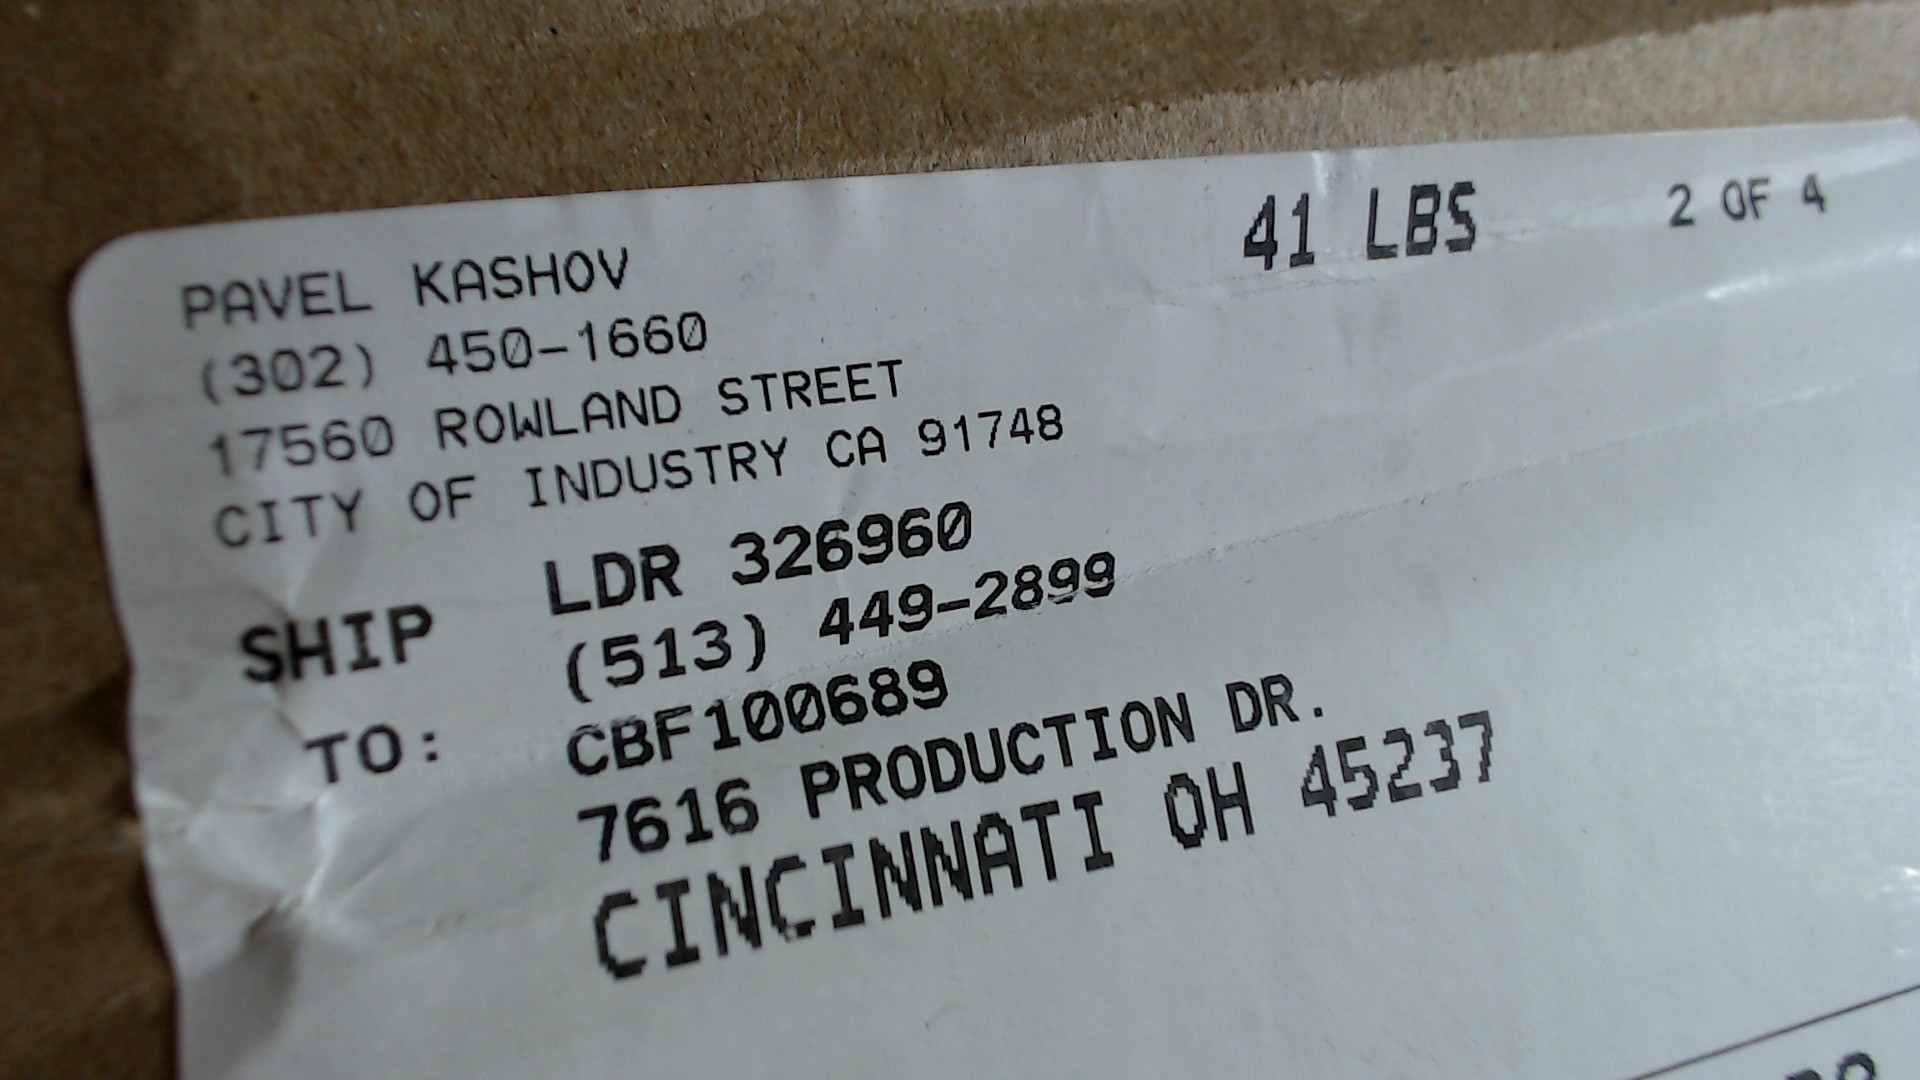 41 LBS 2 OF 4
PAVEL KASHOV
(302) 450-1660
17560 ROWLAND STREET
CITY OF INDUSTRY CA 91748
SHIP TO:
LDR 326960
(513) 449-2899
CBF100689
7616 PRODUCTION DR.
CINCINNATI OH 45237